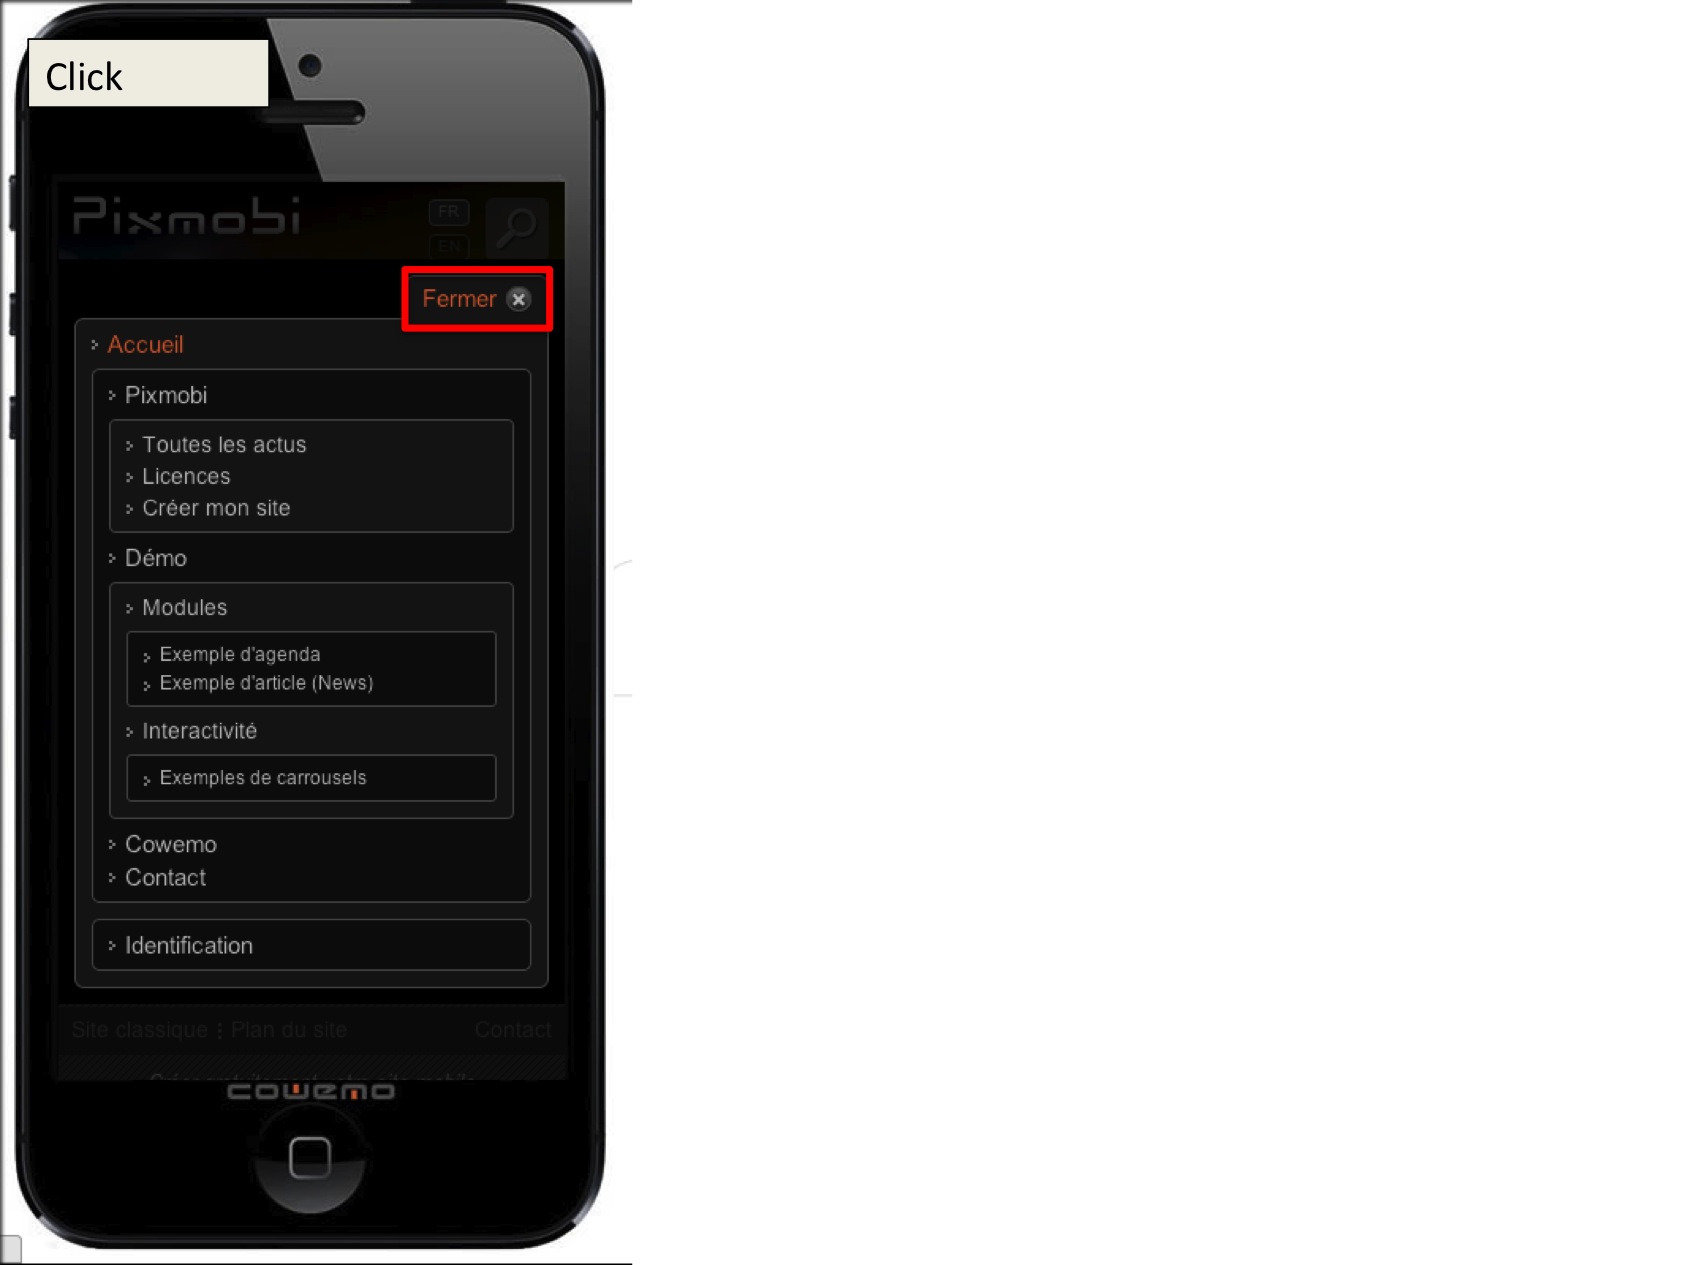 Click
Pixmobi
FR
EN
Fermer
Accueil
Pixmobi
Toutes les actus
Licences
Créer mon site
Démo
Modules
Exemple d'agenda
Exemple d'article (News)
Interactivité
Exemples de carrousels
Cowemo
Contact
Identification
Site classique Plan du site Contact
cowemo